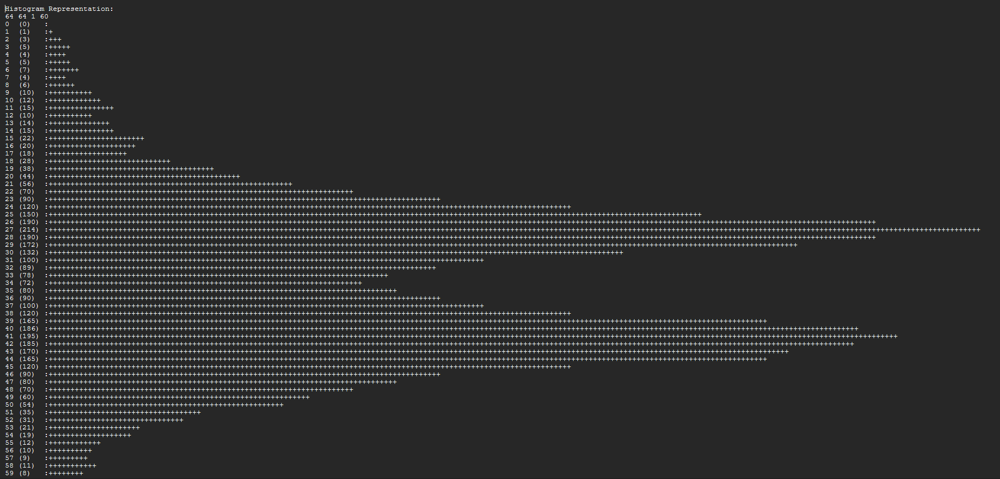 Histogram Representation:
64 64 1 60
0 (0) :
1 (1) :+
2 (3) :+++
3 (5) :+++++
4 (4) :++++
5 (5) :+++++
6 (7) :+++++++
7 (4) :++++
8 (6) :++++++
9 (10) :++++++++++
10 (12) :++++++++++++
11 (15) :+++++++++++++++
12 (10) :++++++++++
13 (14) :++++++++++++++
14 (15) :+++++++++++++++
15 (22) :++++++++++++++++++++++
16 (20) :++++++++++++++++++++
17 (18) :++++++++++++++++++
18 (28) :
19 (38) :
20 (44) :
21 (56) :
22 (70) :
23 (90) :
24 (120) :
25 (150) :
26 (190) :
27 (214) :
28 (190) :
29 (172) :
30 (132) :
31 (100) :
32 (89) :
33 (78) :
34 (72) :
35 (80) :
36 (90) :
37 (100) :
38 (120) :
39 (165) :
40 (186) :
41 (195) :
42 (185) :
43 (170) :
44 (165) :
45 (120) :
46 (90) :
47 (80) :
48 (70) :
49 (60) :
50 (54) :
51 (35) :
52 (31) :
53 (21) :+++++++++++++++++++++
54 (19) :+++++++++++++++++++
55 (12) :++++++++++++
56 (10) :++++++++++
57 (9) :+++++++++
58 (11) :+++++++++++
59 (8) :++++++++